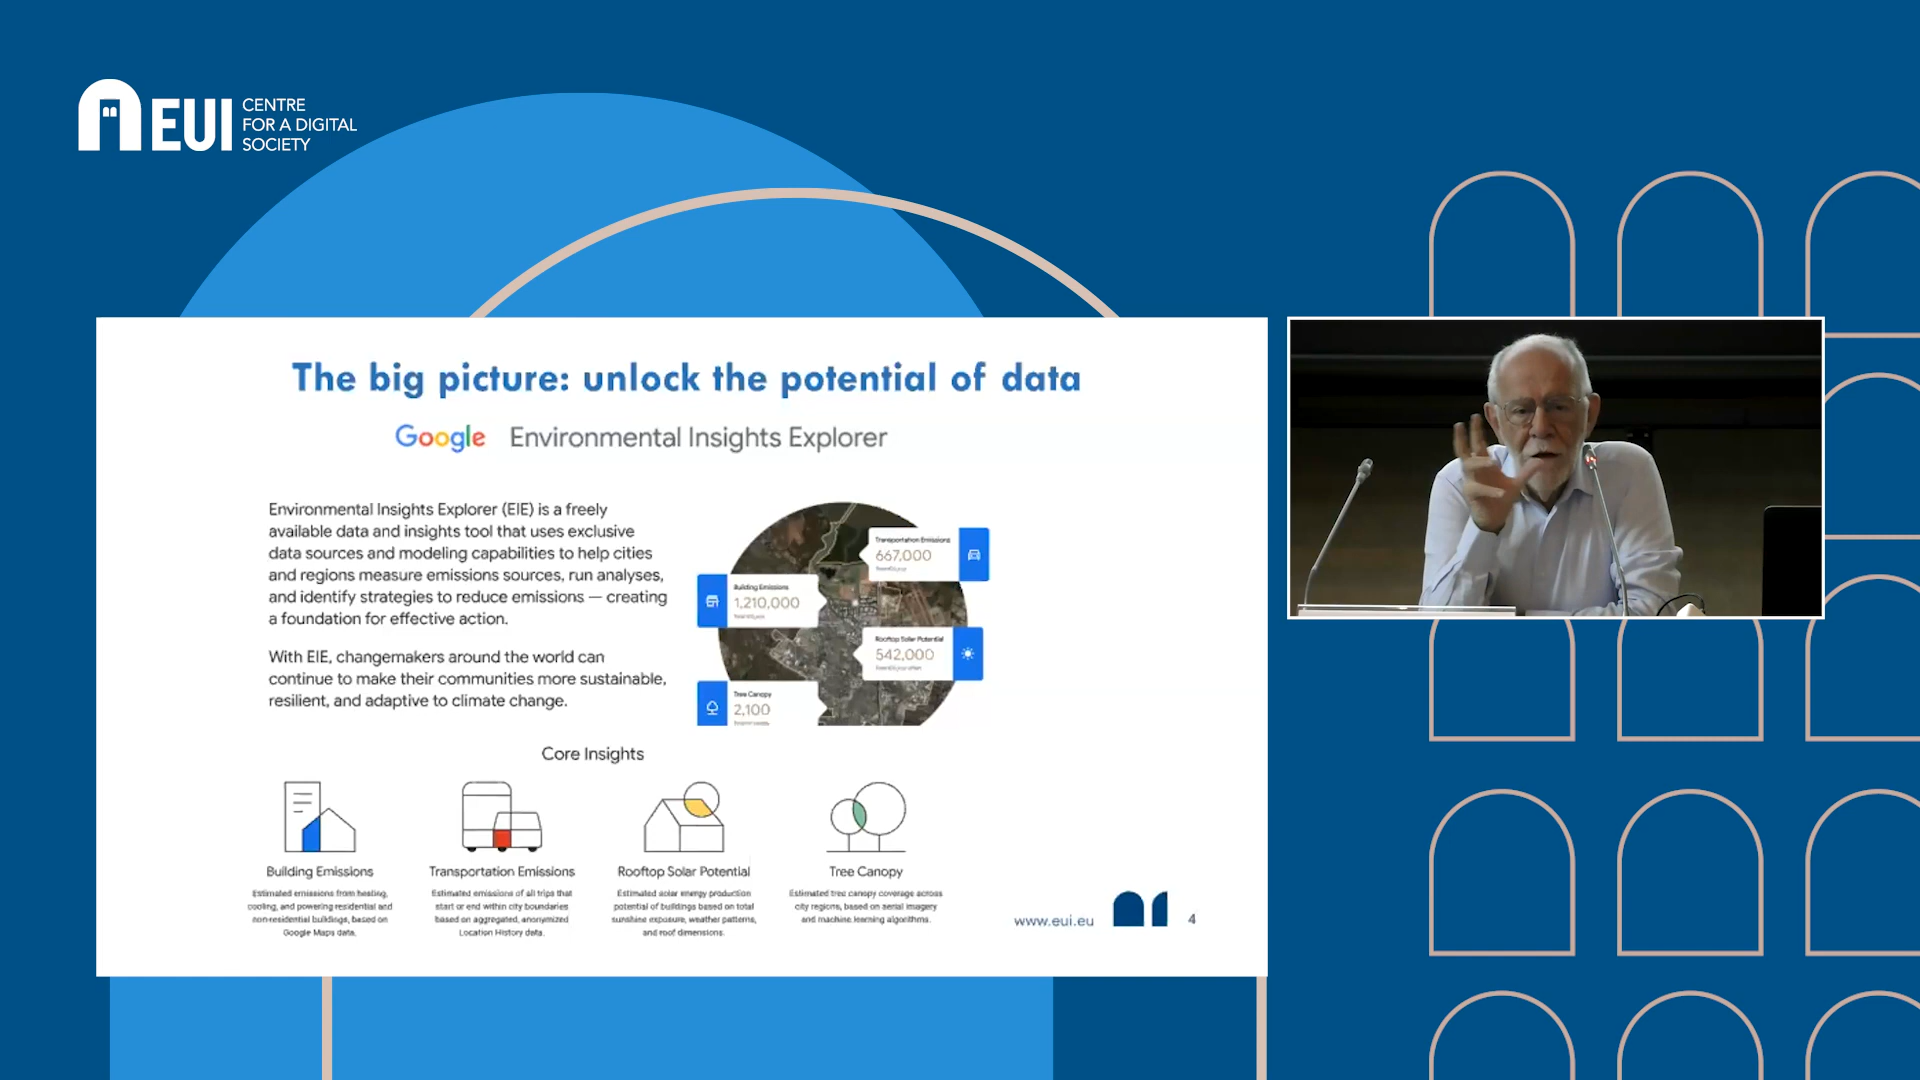 EUI
CENTRE
FOR A DIGITAL
SOCIETY
The big picture: unlock the potential of data
Google Environmental Insights Explorer
Environmental Insights Explorer (EIE) is a freely
available data and insights tool that uses exclusive
data sources and modeling capabilities to help cities
and regions measure emissions sources, run analyses,
and identify strategies to reduce emissions — creating
a foundation for effective action.
With EIE, changemakers around the world can
continue to make their communities more sustainable,
resilient, and adaptive to climate change.
Transportation Emissions
667,000
Building Emissions
1,210,000
Rooftop Solar Potential
542,000
Tree Canopy
2,100
Core Insights
Building Emissions
Estimated emissions from heating,
cooling, and powering residential and
non-residential buildings, based on
Google Maps data.
Transportation Emissions
Estimated emissions of all trips that
start or end within city boundaries
based on aggregated, anonymized
Location History data.
Rooftop Solar Potential
Estimated solar energy production
potential of buildings based on total
sunshine exposure, weather patterns,
and roof dimensions.
Tree Canopy
Estimated tree canopy coverage across
city regions, based on aerial imagery
and machine learning algorithms.
www.eui.eu
4